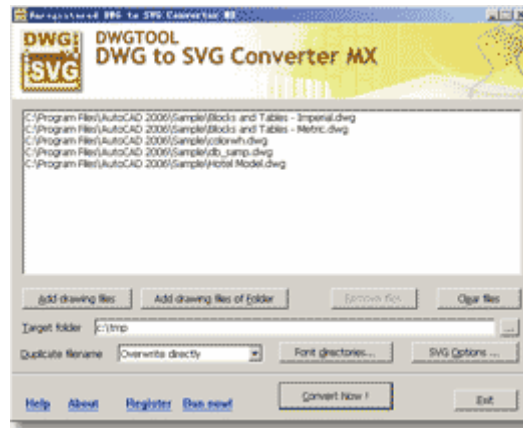 Unregistered DWG to SVG Converter MX
DWG
SVG
DWGTOOL
DWG to SVG Converter MX
C:\Program Files\AutoCAD 2006\Sample\Blocks and Tables - Imperial.dwg
C:\Program Files\AutoCAD 2006\Sample\Blocks and Tables - Metric.dwg
C:\Program Files\AutoCAD 2006\Sample\colorwh.dwg
C:\Program Files\AutoCAD 2006\Sample\db_samp.dwg
C:\Program Files\AutoCAD 2006\Sample\Hotel Model.dwg
Add drawing files Add drawing files of Folder Remove files Clear files
Target folder c:\tmp ...
Duplicate filename Overwrite directly Font directories... SVG Options ...
Help About Register Buy now! Convert Now ! Exit